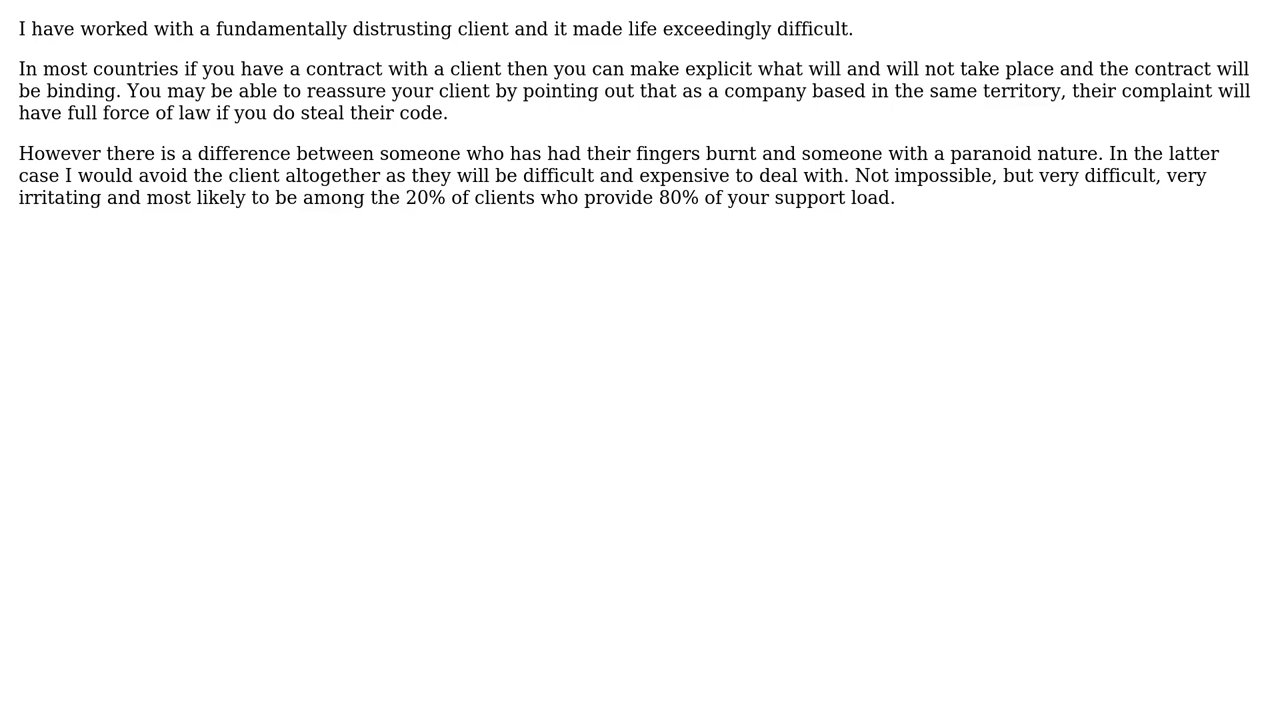 I have worked with a fundamentally distrusting client and it made life exceedingly difficult.
In most countries if you have a contract with a client then you can make explicit what will and will not take place and the contract will
be binding. You may be able to reassure your client by pointing out that as a company based in the same territory, their complaint will
have full force of law if you do steal their code.
However there is a difference between someone who has had their fingers burnt and someone with a paranoid nature. In the latter
case I would avoid the client altogether as they will be difficult and expensive to deal with. Not impossible, but very difficult, very
irritating and most likely to be among the 20% of clients who provide 80% of your support load.